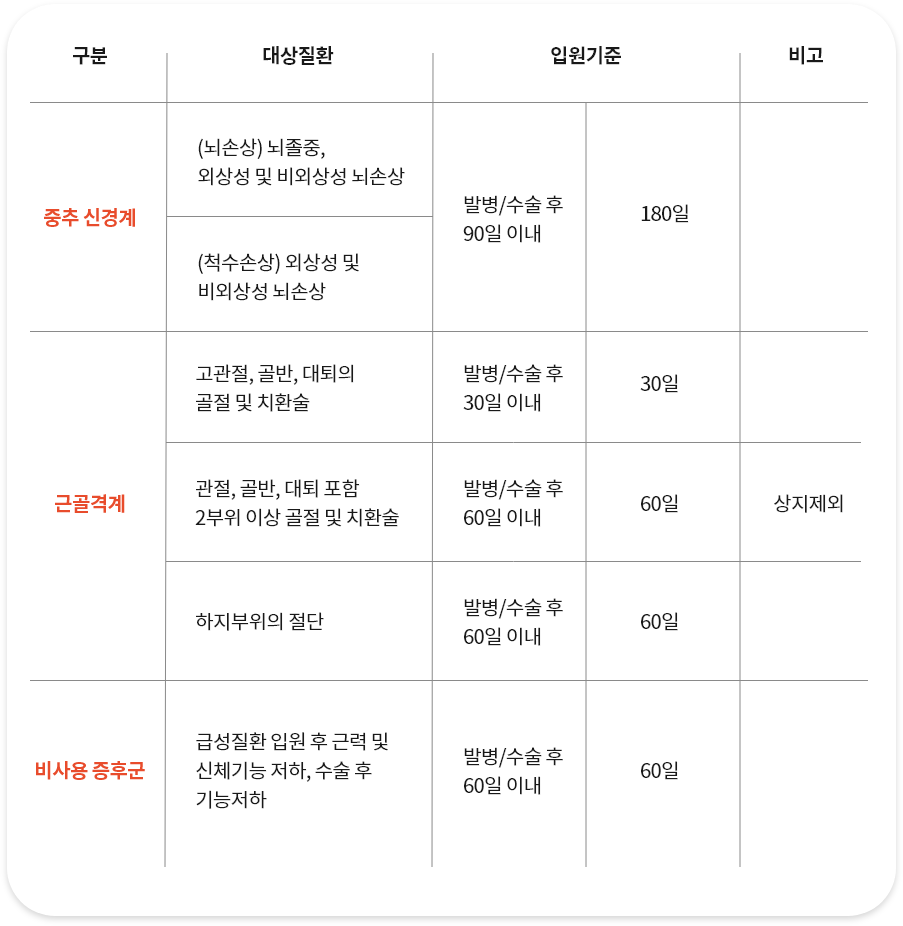 구분 대상질환 입원기준 비고
중추 신경계
(뇌손상) 뇌졸중,
외상성 및 비외상성 뇌손상
(척수손상) 외상성 및
비외상성 뇌손상
발병/수술 후
90일 이내
180일
근골격계
고관절, 골반, 대퇴의
골절 및 치환술
발병/수술 후
30일 이내
30일
관절, 골반, 대퇴 포함
2부위 이상 골절 및 치환술
발병/수술 후
60일 이내
60일
상지제외
하지부위의 절단
발병/수술 후
60일 이내
60일
비사용 증후군
급성질환 입원 후 근력 및
신체기능 저하, 수술 후
기능저하
발병/수술 후
60일 이내
60일